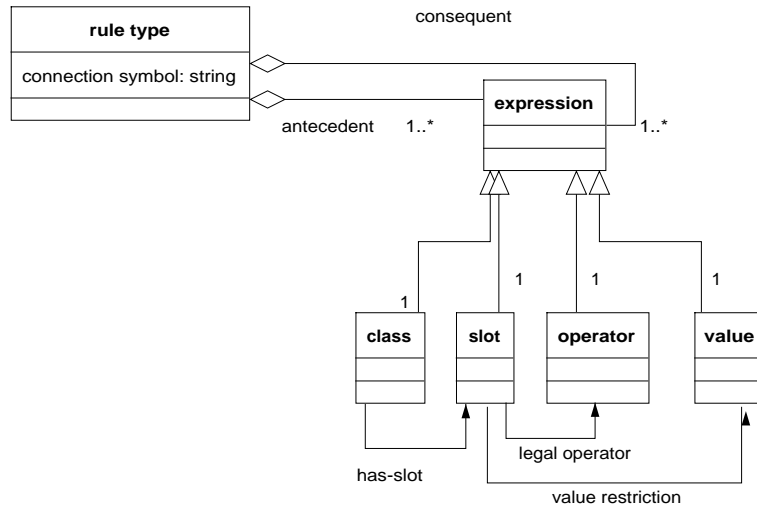 consequent
rule type
connection symbol: string
expression
antecedent
1..*
1..*
1
1
1
1
class
slot
operator
value
legal operator
has-slot
value restriction